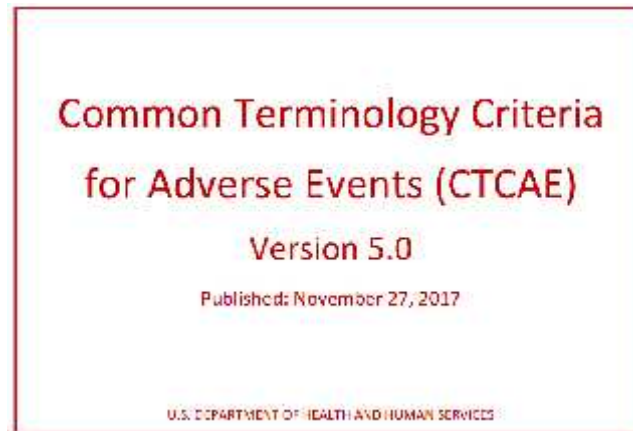 Common Terminology Criteria
for Adverse Events (CTCAE)
Version 5.0
Published: November 27, 2017
U.S. DEPARTMENT OF HEALTH AND HUMAN SERVICES